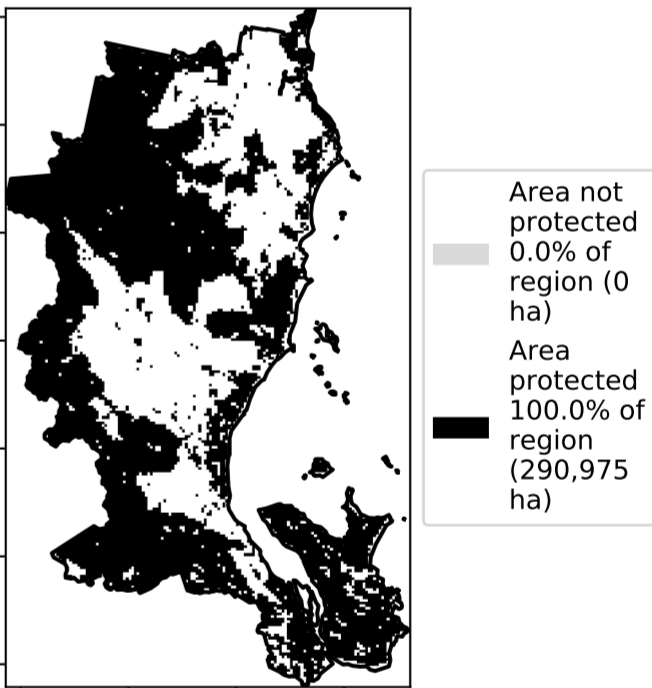 Area not
protected
0.0% of
region (0
ha)
Area
protected
100.0% of
region
(290,975
ha)